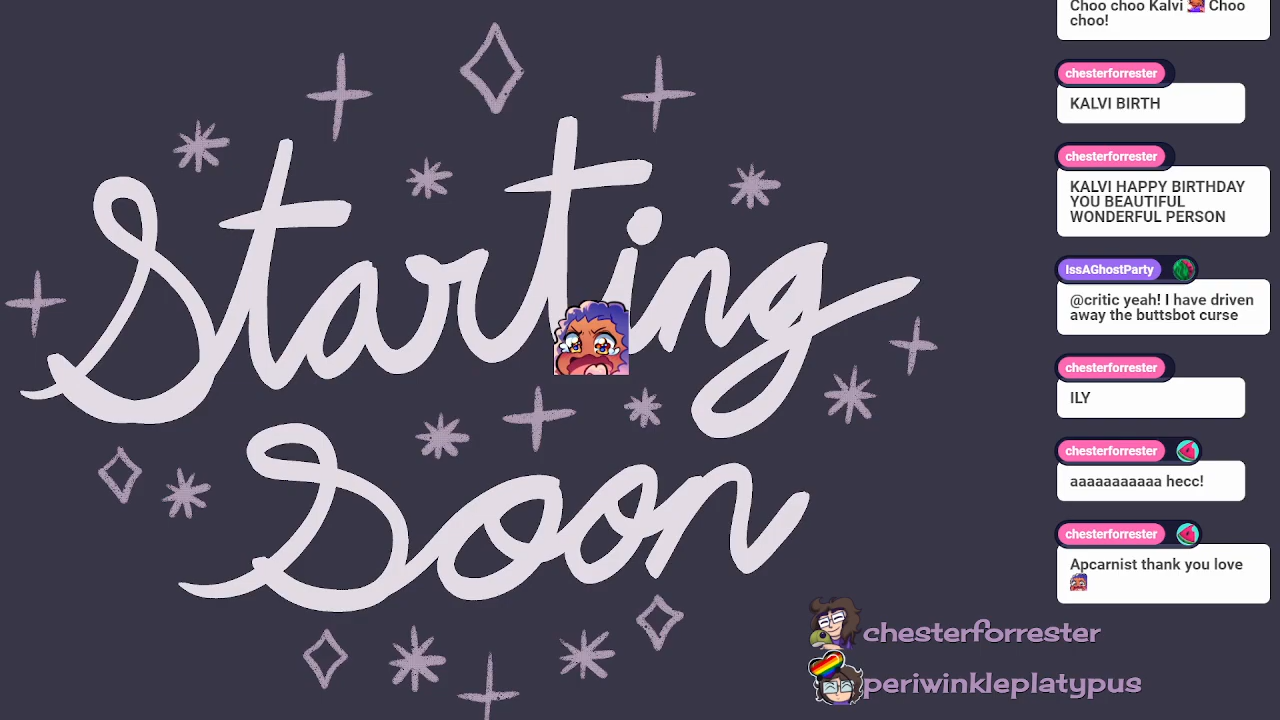 Starting
Soon
Choo choo Kalvi Choo
choo!
chesterforrester
KALVI BIRTH
chesterforrester
KALVI HAPPY BIRTHDAY
YOU BEAUTIFUL
WONDERFUL PERSON
IssAGhostParty
@critic yeah! I have driven
away the buttsbot curse
chesterforrester
ILY
chesterforrester
aaaaaaaaaaa hecc!
chesterforrester
Apcarnist thank you love
chesterforrester
periwinkleplatypus